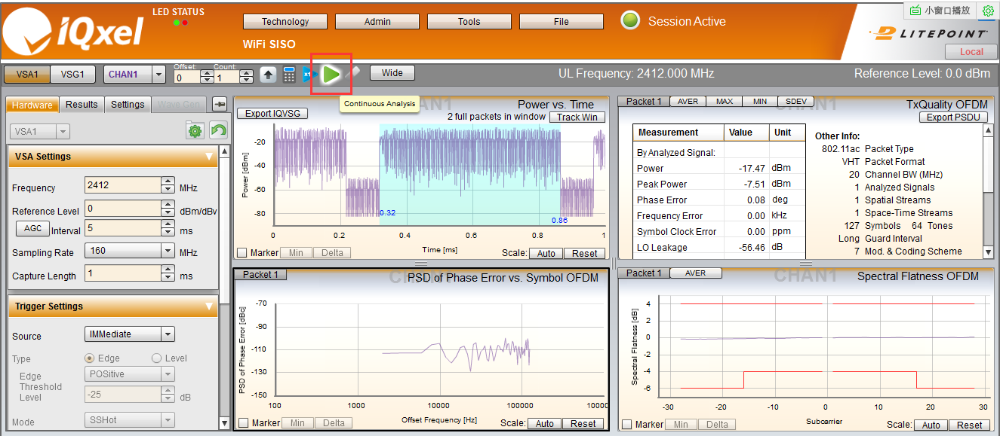 LED STATUS
iQxel
Technology
Admin
Tools
File
Session Active
小窗口播放
LITEPOINT
WiFi SISO
Local
VSA1
VSG1
CHAN1
Offset:
0
Count:
1
x1
Wide
UL Frequency: 2412.000 MHz
Reference Level: 0.0 dBm
Continuous Analysis
Hardware
Results
Settings
Wave Gen
VSA1
VSA Settings
Frequency 2412 MHz
Reference Level 0 dBm/dBv
AGC Interval 5 ms
Sampling Rate 160 MHz
Capture Length 1 ms
Trigger Settings
Source IMMediate
Type Edge Level
Edge POSitive
Threshold
Level -25 dB
Mode SSHot
CHAN1
Power vs. Time
Export IQVSG
2 full packets in window Track Win
Power [dBm]
-20
-40
-60
-80
0.32
0.86
0 0.2 0.4 0.6 0.8 1
Time [ms]
Marker Min Delta
Scale: Auto Reset
Packet 1 AVER MAX MIN SDEV
CHAN1
TxQuality OFDM
Export PSDU
Measurement Value Unit
By Analyzed Signal:
Power -17.47 dBm
Peak Power -7.51 dBm
Phase Error 0.08 deg
Frequency Error 0.00 kHz
Symbol Clock Error 0.00 ppm
LO Leakage -56.46 dB
Other Info:
802.11ac Packet Type
VHT Packet Format
20 Channel BW (MHz)
1 Analyzed Signals
1 Spatial Streams
1 Space-Time Streams
127 Symbols 64 Tones
Long Guard Interval
7 Mod. & Coding Scheme
Packet 1
CHAN1
PSD of Phase Error vs. Symbol OFDM
PSD of Phase Error [dBc]
-70
-90
-110
-130
-150
100 1000 10000 100000 10000
Offset Frequency [Hz]
Marker Min Delta
Scale: Auto Reset
Packet 1 AVER
CHAN1
Spectral Flatness OFDM
Spectral Flatness [dB]
4
2
0
-2
-4
-6
-30 -20 -10 0 10 20 30
Subcarrier
Marker Min Delta
Scale: Auto Reset